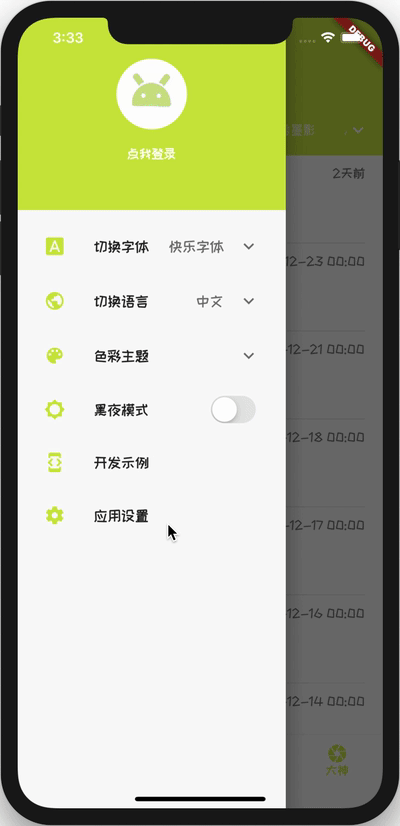 3:33
DEBUG
点我登录
2天前
切换字体 快乐字体
12-23 00:00
切换语言 中文
12-21 00:00
色彩主题
黑夜模式
12-18 00:00
开发示例
应用设置
12-17 00:00
12-16 00:00
12-14 00:00